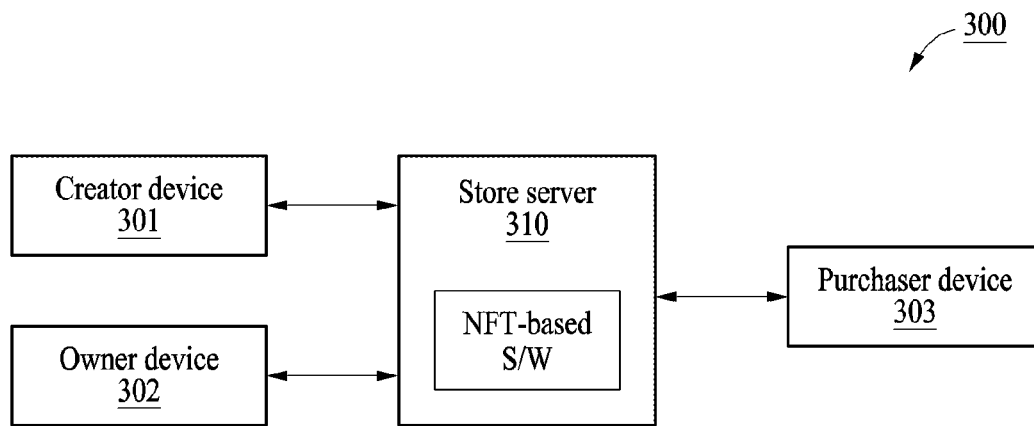 300
Creator device
301
Store server
310
Purchaser device
303
NFT-based
S/W
Owner device
302